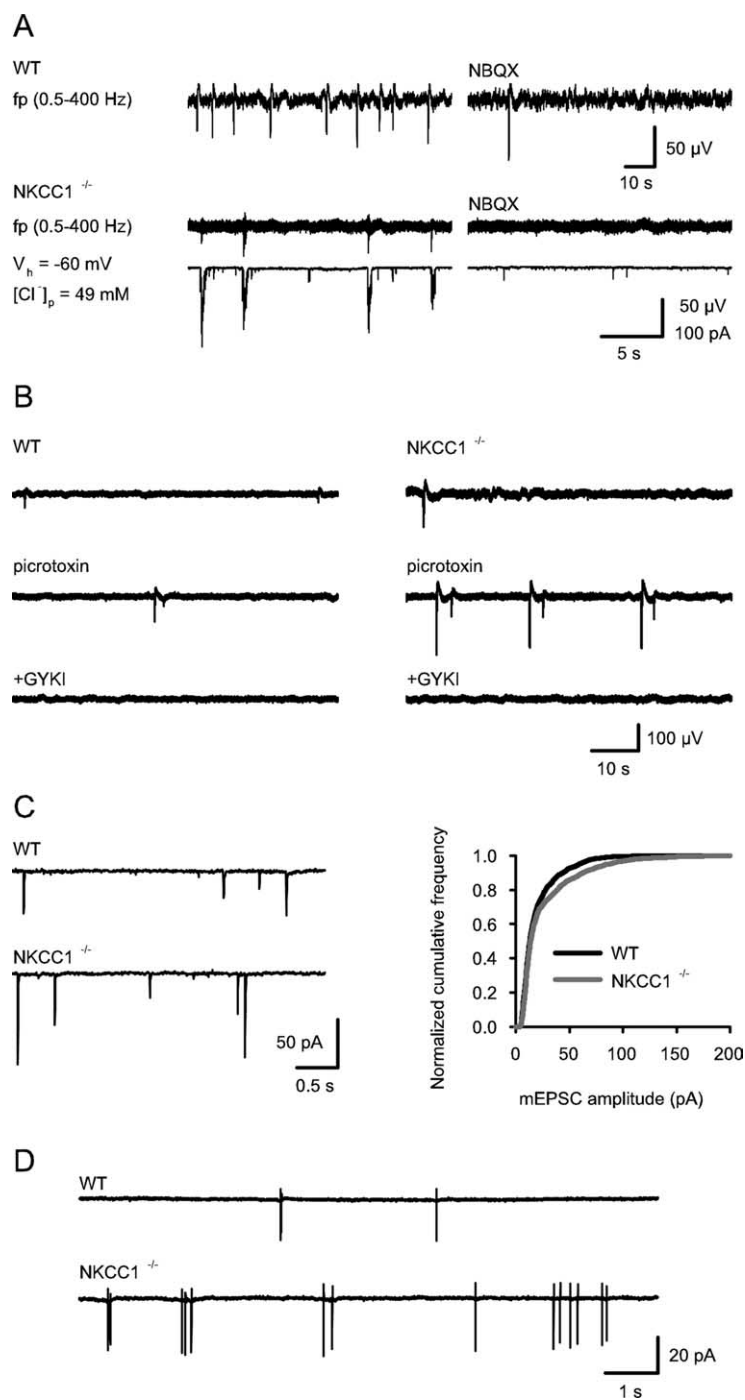 A
WT
fp (0.5-400 Hz)
NBQX
50 µV
10 s
NKCC1 -/-
fp (0.5-400 Hz)
NBQX
Vh = -60 mV
[Cl-]p = 49 mM
50 µV
100 pA
5 s
B
WT
NKCC1 -/-
picrotoxin
picrotoxin
+GYKI
+GYKI
100 µV
10 s
C
WT
NKCC1 -/-
50 pA
0.5 s
Normalized cumulative frequency
1.0
0.8
0.6
0.4
0.2
0.0
WT
NKCC1 -/-
0 50 100 150 200
mEPSC amplitude (pA)
D
WT
NKCC1 -/-
20 pA
1 s